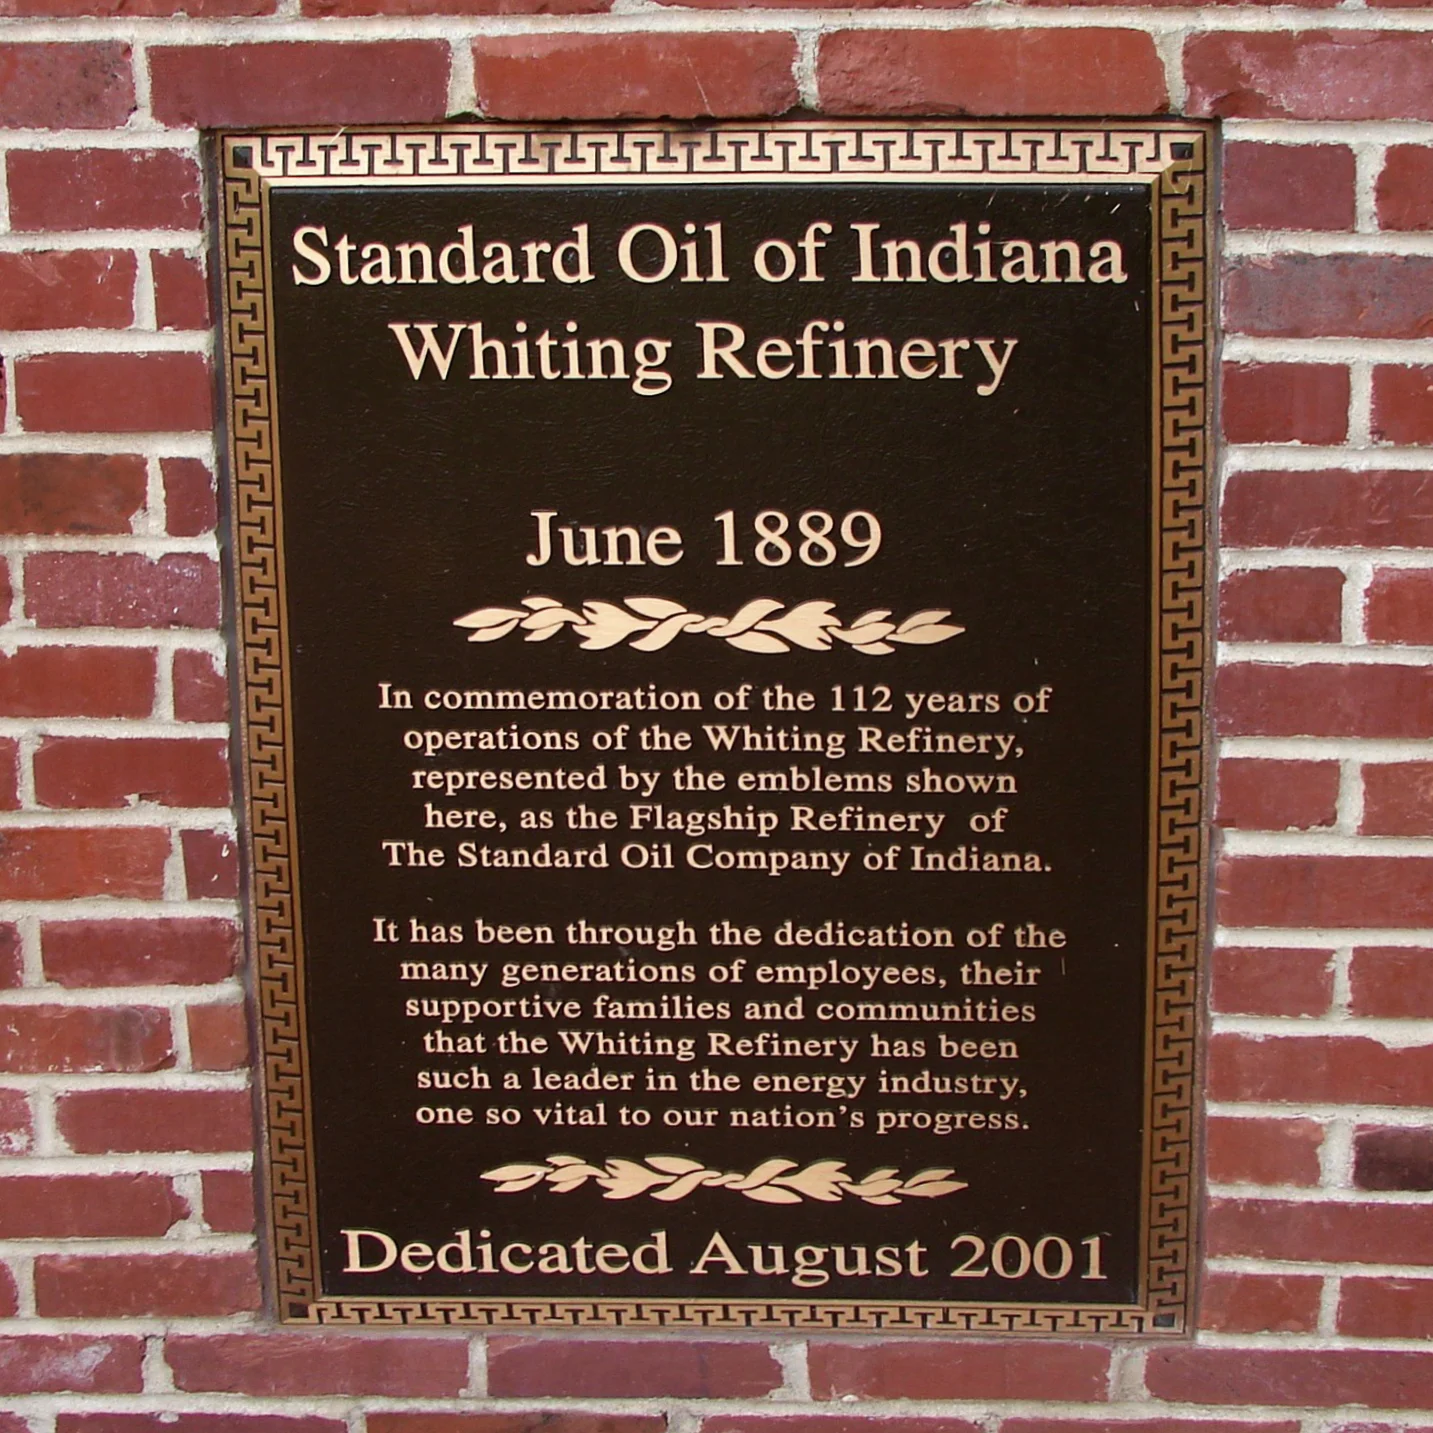 Standard Oil of Indiana
Whiting Refinery
June 1889
In commemoration of the 112 years of
operations of the Whiting Refinery,
represented by the emblems shown
here, as the Flagship Refinery of
The Standard Oil Company of Indiana.
It has been through the dedication of the
many generations of employees, their
supportive families and communities
that the Whiting Refinery has been
such a leader in the energy industry,
one so vital to our nation's progress.
Dedicated August 2001